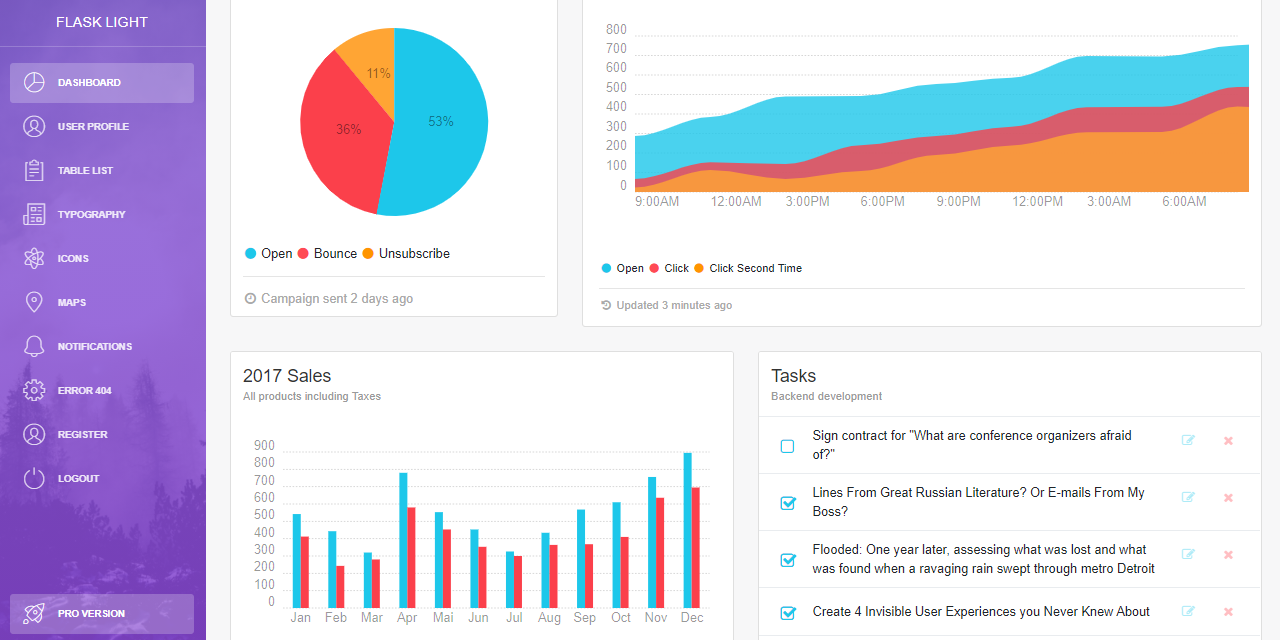 FLASK LIGHT
DASHBOARD
USER PROFILE
TABLE LIST
TYPOGRAPHY
ICONS
MAPS
NOTIFICATIONS
ERROR 404
REGISTER
LOGOUT
PRO VERSION
11%
53%
36%
Open Bounce Unsubscribe
Campaign sent 2 days ago
800
700
600
500
400
300
200
100
0
9:00AM 12:00AM 3:00PM 6:00PM 9:00PM 12:00PM 3:00AM 6:00AM
Open Click Click Second Time
Updated 3 minutes ago
2017 Sales
All products including Taxes
900
800
700
600
500
400
300
200
100
0
Jan Feb Mar Apr Mai Jun Jul Aug Sep Oct Nov Dec
Tasks
Backend development
Sign contract for "What are conference organizers afraid
of?"
Lines From Great Russian Literature? Or E-mails From My
Boss?
Flooded: One year later, assessing what was lost and what
was found when a ravaging rain swept through metro Detroit
Create 4 Invisible User Experiences you Never Knew About